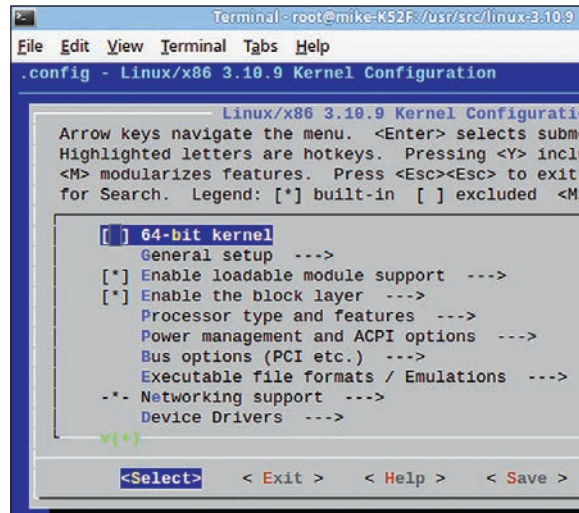 Terminal - root@mike-K52F: /usr/src/linux-3.10.9
File Edit View Terminal Tabs Help
.config - Linux/x86 3.10.9 Kernel Configuration
Linux/x86 3.10.9 Kernel Configurati
Arrow keys navigate the menu. <Enter> selects subm
Highlighted letters are hotkeys. Pressing <Y> incl
<M> modularizes features. Press <Esc><Esc> to exit
for Search. Legend: [*] built-in [ ] excluded <M
[ ] 64-bit kernel
General setup --->
[*] Enable loadable module support --->
[*] Enable the block layer --->
Processor type and features --->
Power management and ACPI options --->
Bus options (PCI etc.) --->
Executable file formats / Emulations --->
-*- Networking support --->
Device Drivers --->
v(+)
<Select> < Exit > < Help > < Save >